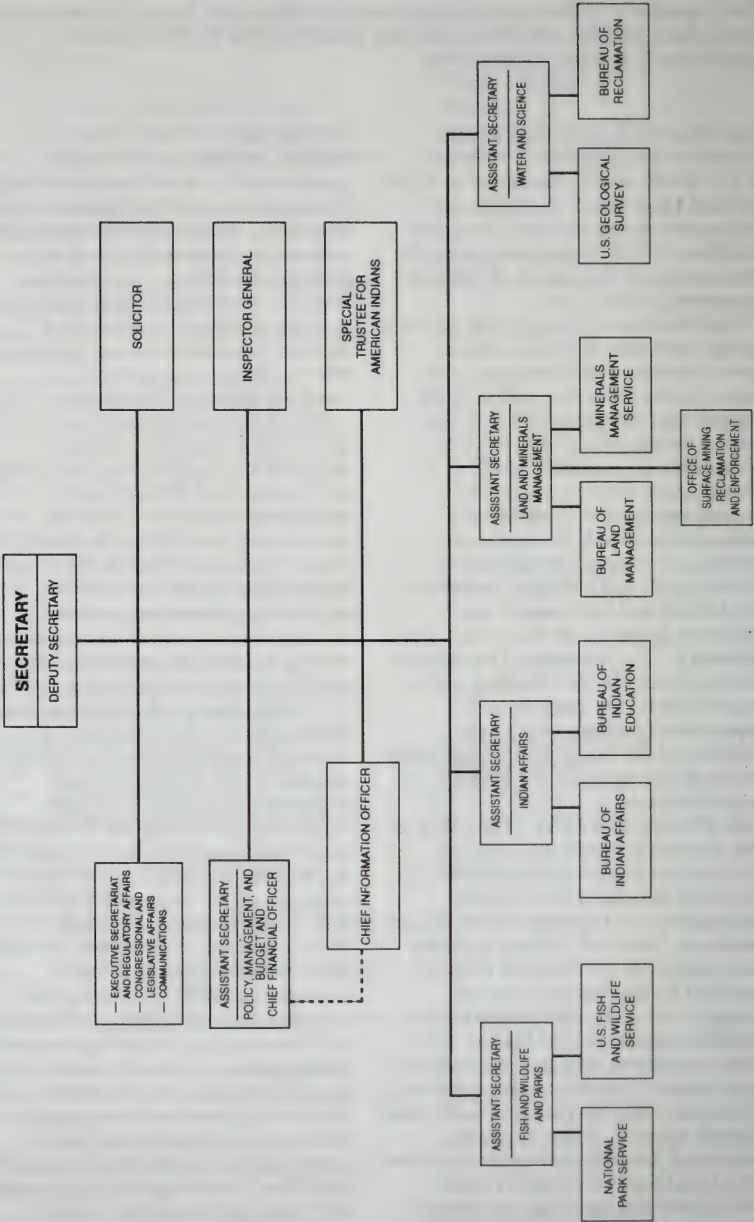 SECRETARY
DEPUTY SECRETARY
— EXECUTIVE SECRETARIAT
AND REGULATORY AFFAIRS
— CONGRESSIONAL AND
LEGISLATIVE AFFAIRS
— COMMUNICATIONS
SOLICITOR
ASSISTANT SECRETARY
POLICY, MANAGEMENT, AND
BUDGET AND
CHIEF FINANCIAL OFFICER
INSPECTOR GENERAL
CHIEF INFORMATION OFFICER
SPECIAL
TRUSTEE FOR
AMERICAN INDIANS
ASSISTANT SECRETARY
FISH AND WILDLIFE
AND PARKS
NATIONAL
PARK SERVICE
U.S. FISH
AND WILDLIFE
SERVICE
ASSISTANT SECRETARY
INDIAN AFFAIRS
BUREAU OF
INDIAN AFFAIRS
BUREAU OF
INDIAN
EDUCATION
ASSISTANT SECRETARY
LAND AND MINERALS
MANAGEMENT
BUREAU OF
LAND
MANAGEMENT
MINERALS
MANAGEMENT
SERVICE
OFFICE OF
SURFACE MINING
RECLAMATION
AND ENFORCEMENT
ASSISTANT SECRETARY
WATER AND SCIENCE
U.S. GEOLOGICAL
SURVEY
BUREAU OF
RECLAMATION